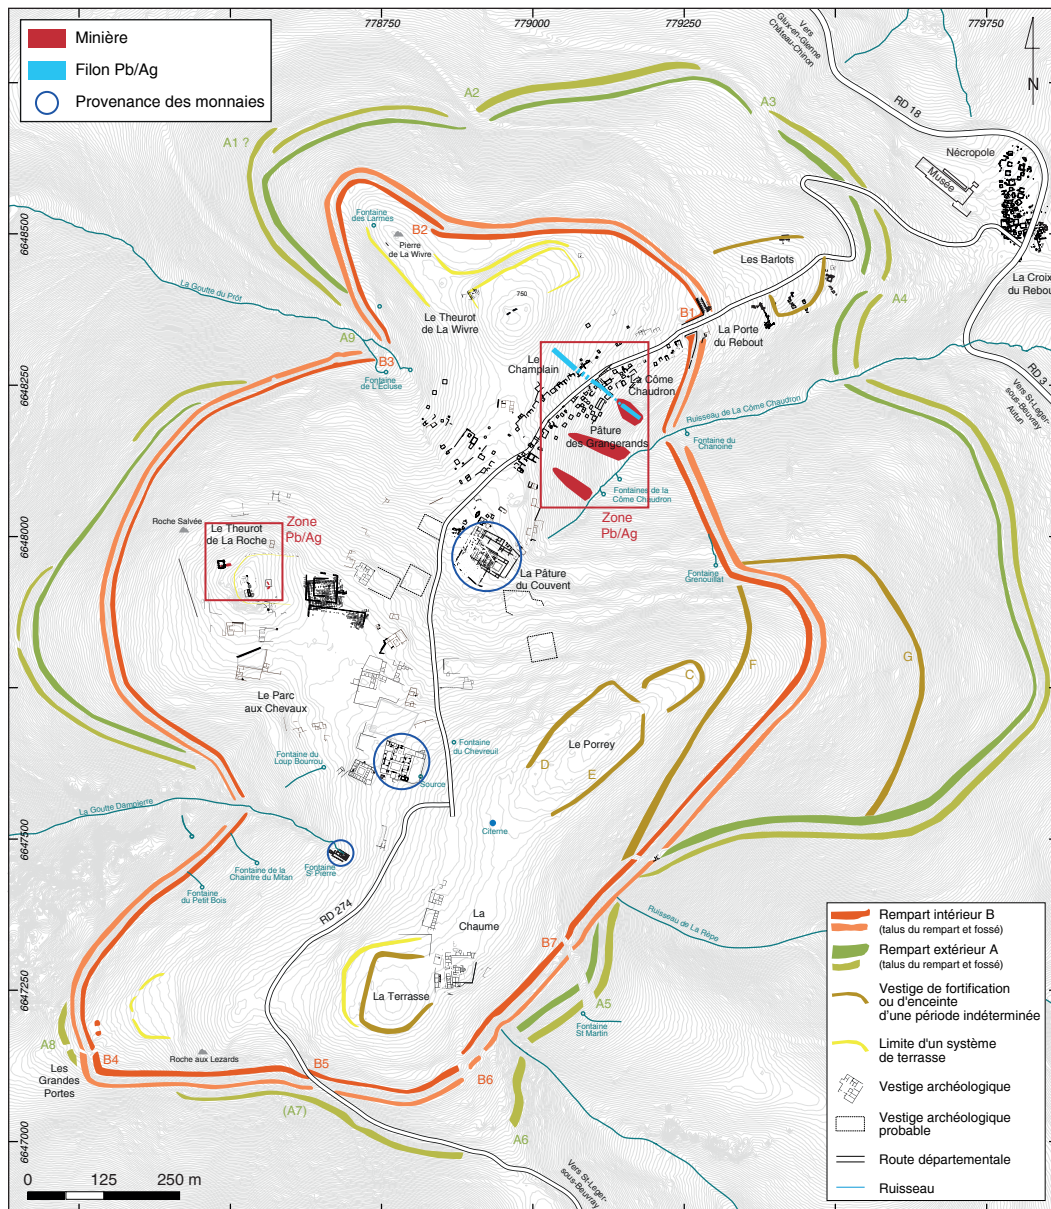 778750
779000
779250
779750
Minière
Filon Pb/Ag
Provenance des monnaies
Vers
Glux-en-Glenne
Château-Chinon
N
RD 18
A1 ?
A2
A3
Nécropole
Musée
6648500
Fontaine
des Larmes
B2
Pierre
de La Wivre
Les Barlots
La Croix
du Rebout
La Goutte du Prôt
750
Le Theurot
de La Wivre
B1
La Porte
du Rebout
A4
A9
B3
Fontaine
de L'Ecluse
Le
Champlain
La Côme
Chaudron
RD 3
6648250
Vers St-Leger-
sous-Beuvray
Autun
Ruisseau de La Côme Chaudron
Pâture
des Grangerands
Fontaine du
Chanoine
Fontaines de la
Côme Chaudron
Zone
Pb/Ag
Roche Salvée
Le Theurot
de La Roche
Zone
Pb/Ag
6648000
La Pâture
du Couvent
Fontaine
Grenouillat
F
G
C
Le Parc
aux Chevaux
Le Porrey
D
E
Fontaine
du Chevreuil
Fontaine du
Loup Bourrou
Source
La Goutte Dampierre
Citerne
6647500
Fontaine
St Pierre
Fontaine de la
Chaintre du Mitan
Fontaine
du Petit Bois
RD 274
La
Chaume
Ruisseau de La Rêpe
B7
6647250
La Terrasse
A5
Fontaine
St Martin
A8
B4
Les
Grandes
Portes
Roche aux Lezards
B5
B6
(A7)
A6
6647000
Vers St-Leger-
sous-Beuvray
0
125
250 m
Rempart intérieur B
(talus du rempart et fossé)
Rempart extérieur A
(talus du rempart et fossé)
Vestige de fortification
ou d'enceinte
d'une période indéterminée
Limite d'un système
de terrasse
Vestige archéologique
Vestige archéologique
probable
Route départementale
Ruisseau